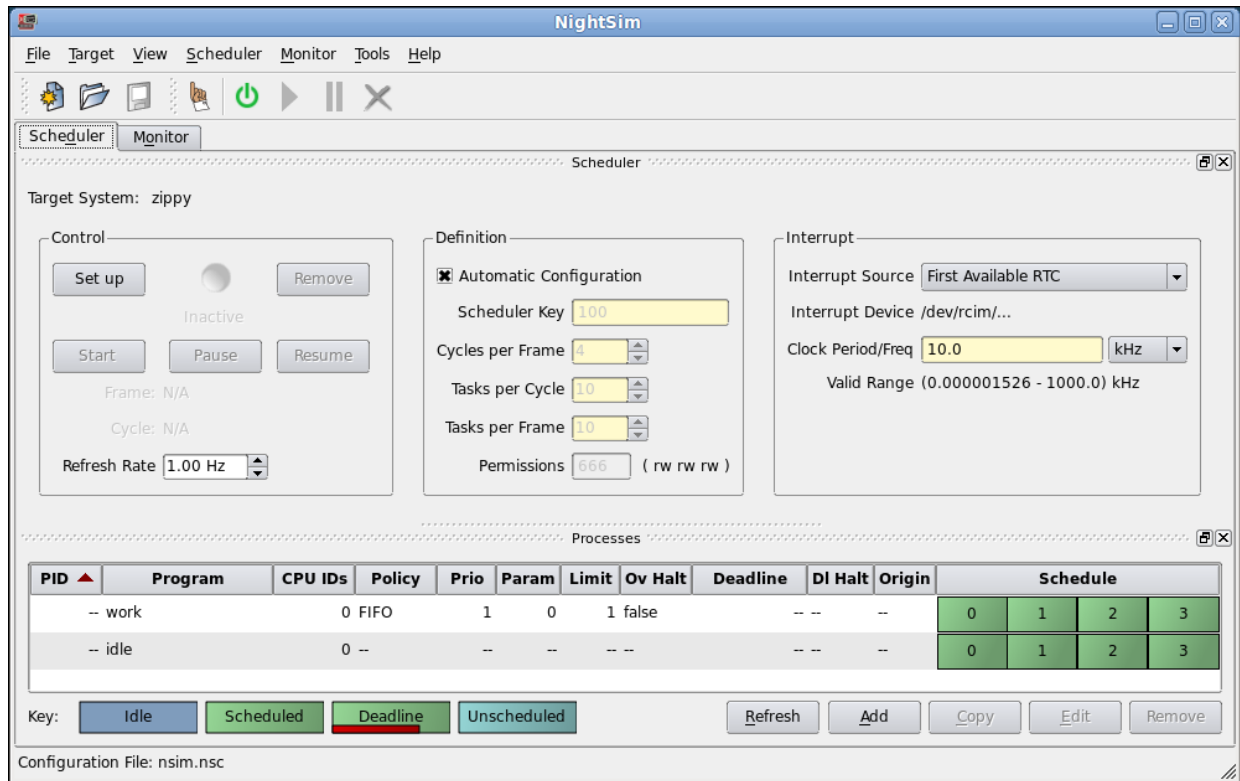 NightSim
File Target View Scheduler Monitor Tools Help
Scheduler Monitor
Scheduler
Target System: zippy
Control
Set up Remove
Inactive
Start Pause Resume
Frame: N/A
Cycle: N/A
Refresh Rate 1.00 Hz
Definition
Automatic Configuration
Scheduler Key 100
Cycles per Frame 4
Tasks per Cycle 10
Tasks per Frame 10
Permissions 666 ( rw rw rw )
Interrupt
Interrupt Source First Available RTC
Interrupt Device /dev/rcim/...
Clock Period/Freq 10.0 kHz
Valid Range (0.000001526 - 1000.0) kHz
Processes
PID Program CPU IDs Policy Prio Param Limit Ov Halt Deadline Dl Halt Origin Schedule
-- work 0 FIFO 1 0 1 false -- -- -- 0 1 2 3
-- idle 0 -- -- -- -- -- -- -- -- 0 1 2 3
Key: Idle Scheduled Deadline Unscheduled Refresh Add Copy Edit Remove
Configuration File: nsim.nsc